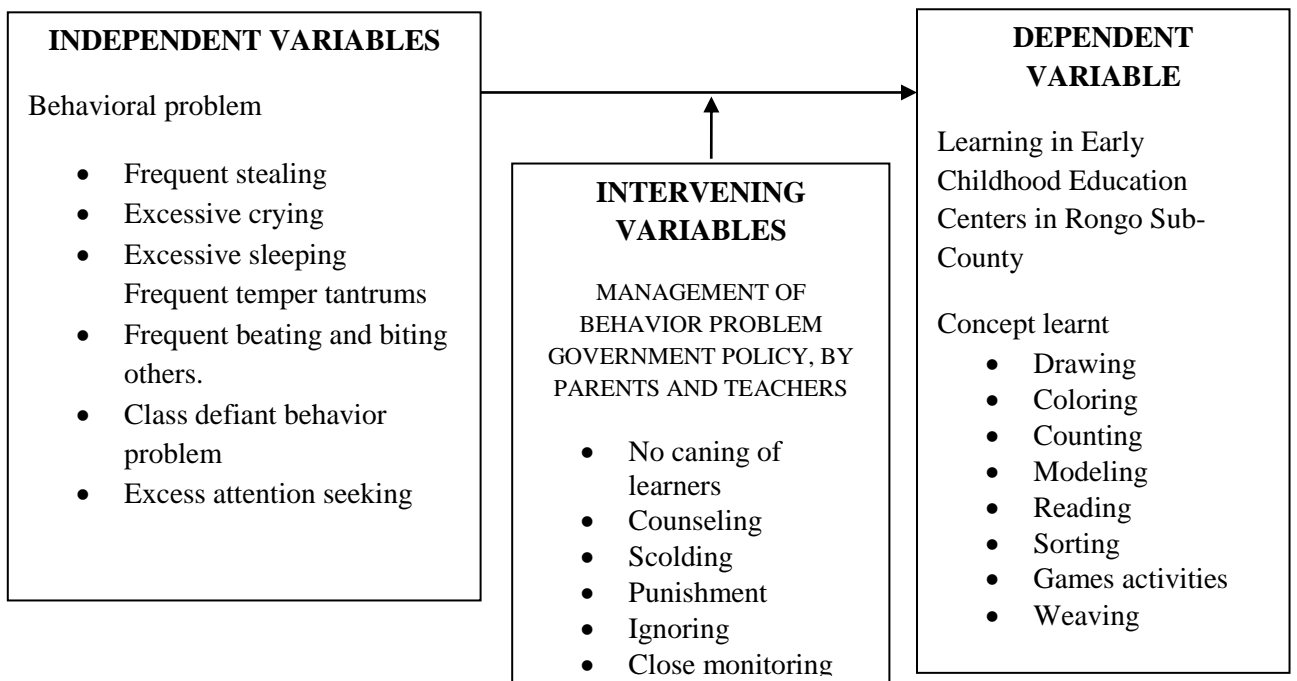 INDEPENDENT VARIABLES
Behavioral problem
• Frequent stealing
• Excessive crying
• Excessive sleeping
Frequent temper tantrums
• Frequent beating and biting
others.
• Class defiant behavior
problem
• Excess attention seeking
INTERVENING
VARIABLES
MANAGEMENT OF
BEHAVIOR PROBLEM
GOVERNMENT POLICY, BY
PARENTS AND TEACHERS
• No caning of
learners
• Counseling
• Scolding
• Punishment
• Ignoring
• Close monitoring
DEPENDENT
VARIABLE
Learning in Early
Childhood Education
Centers in Rongo Sub-
County
Concept learnt
• Drawing
• Coloring
• Counting
• Modeling
• Reading
• Sorting
• Games activities
• Weaving